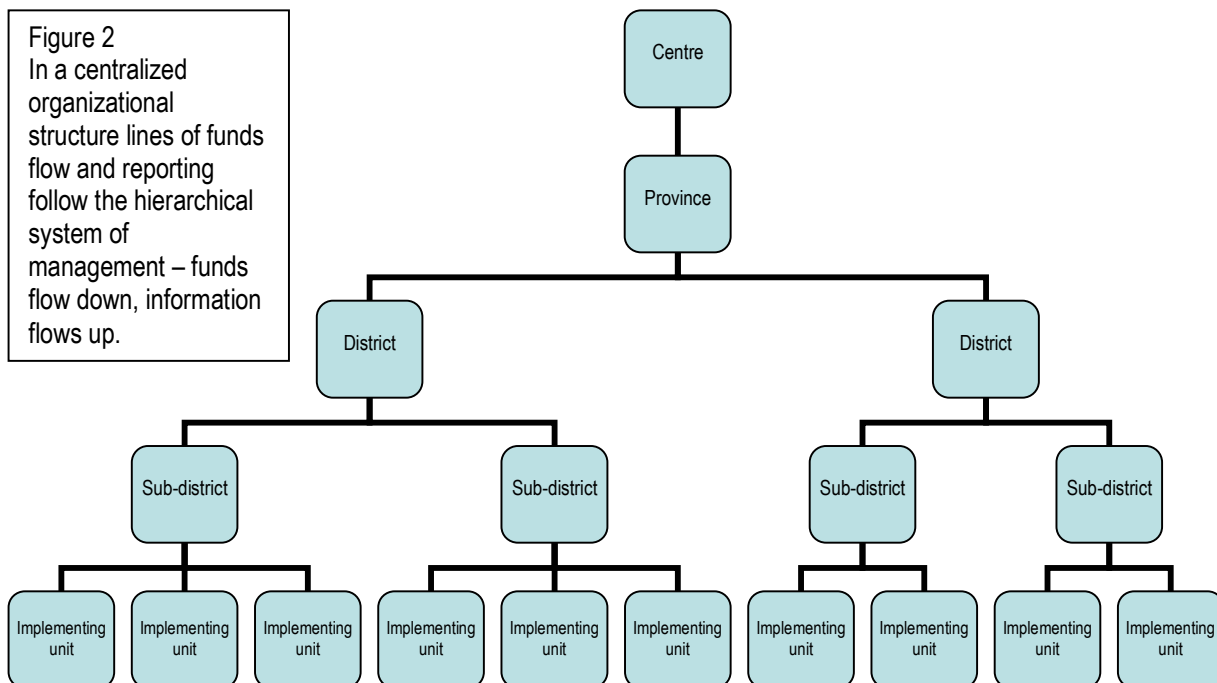 Figure 2
In a centralized
organizational
structure lines of funds
flow and reporting
follow the hierarchical
system of
management – funds
flow down, information
flows up.
Centre
Province
District
District
Sub-district
Sub-district
Sub-district
Sub-district
Implementing
unit
Implementing
unit
Implementing
unit
Implementing
unit
Implementing
unit
Implementing
unit
Implementing
unit
Implementing
unit
Implementing
unit
Implementing
unit